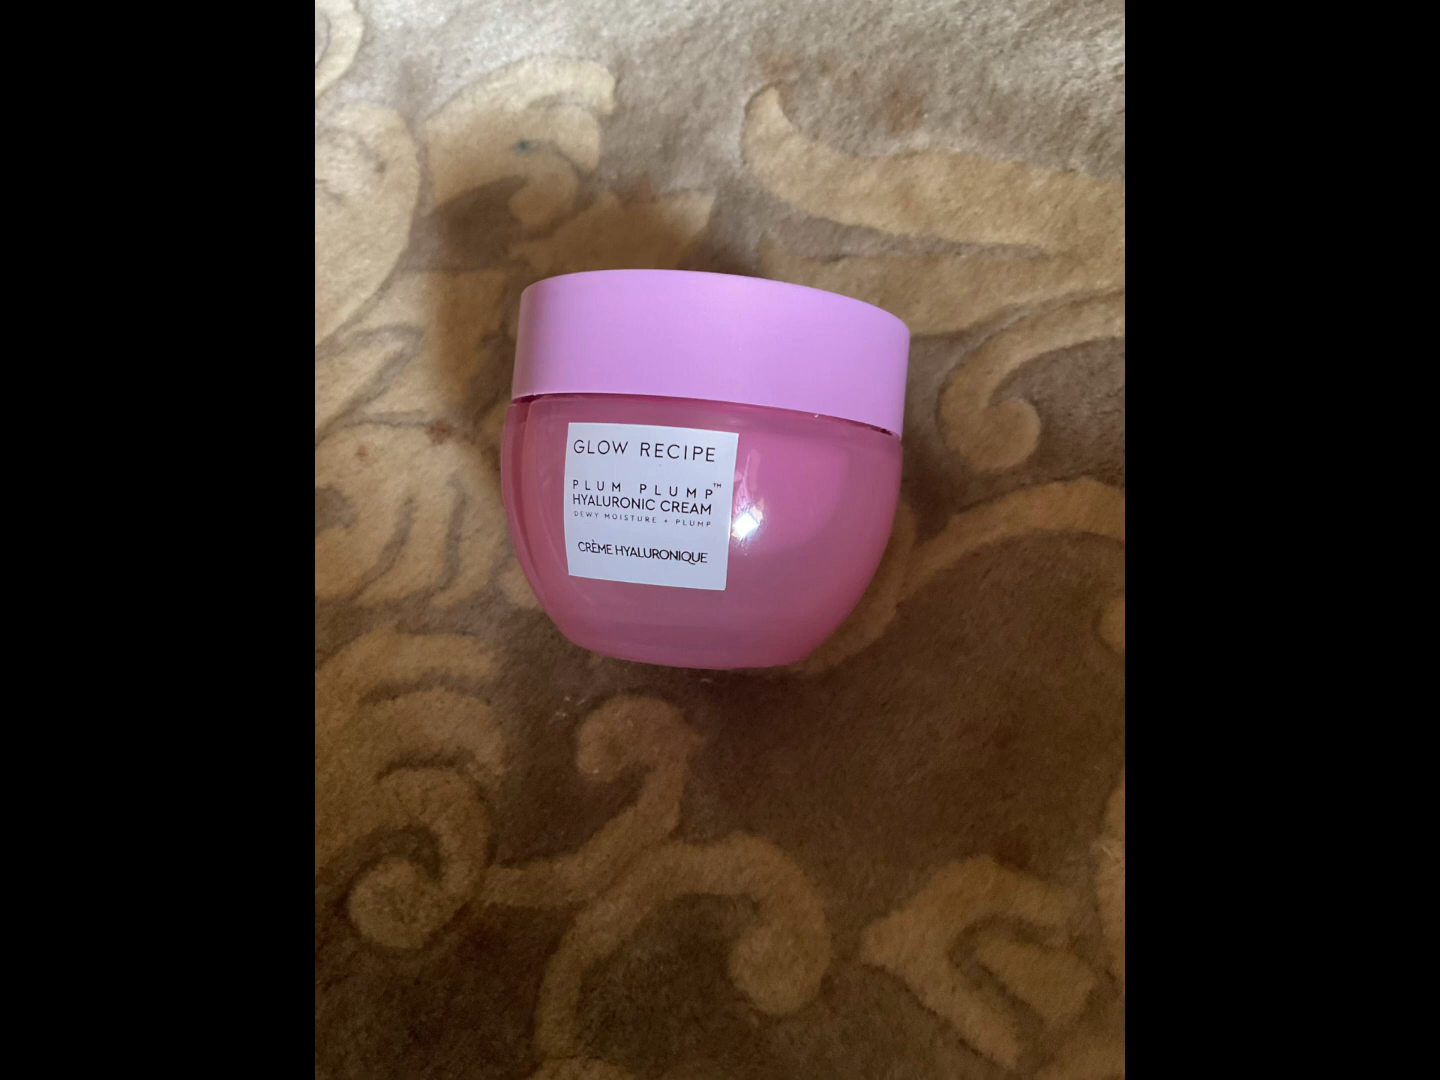 GLOW RECIPE
PLUM PLUMP™
HYALURONIC CREAM
DEWY MOISTURE + PLUMP
CRÈME HYALURONIQUE